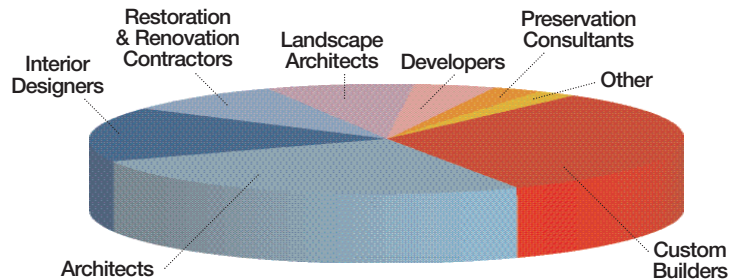 Restoration
& Renovation
Contractors
Landscape
Architects
Developers
Preservation
Consultants
Other
Interior
Designers
Architects
Custom
Builders